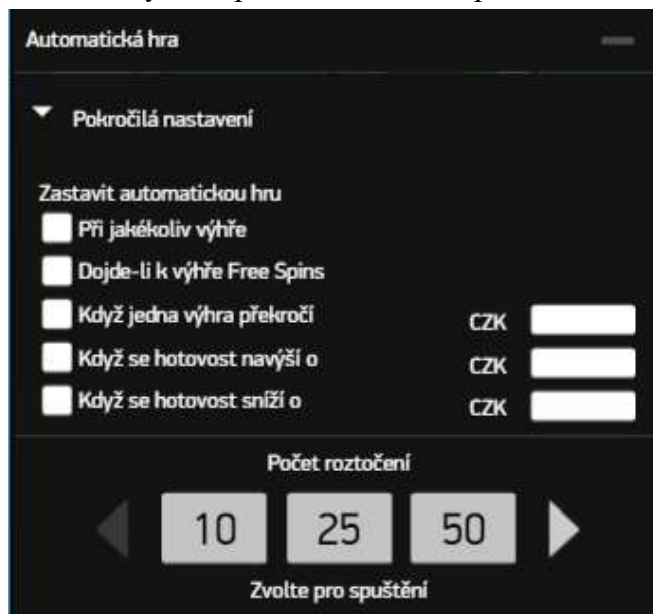 Automatická hra
Pokročilá nastavení
Zastavit automatickou hru
Při jakékoliv výhře
Dojde-li k výhře Free Spins
Když jedna výhra překročí CZK
Když se hotovost navýší o CZK
Když se hotovost sníží o CZK
Počet roztočení
10 25 50
Zvolte pro spuštění